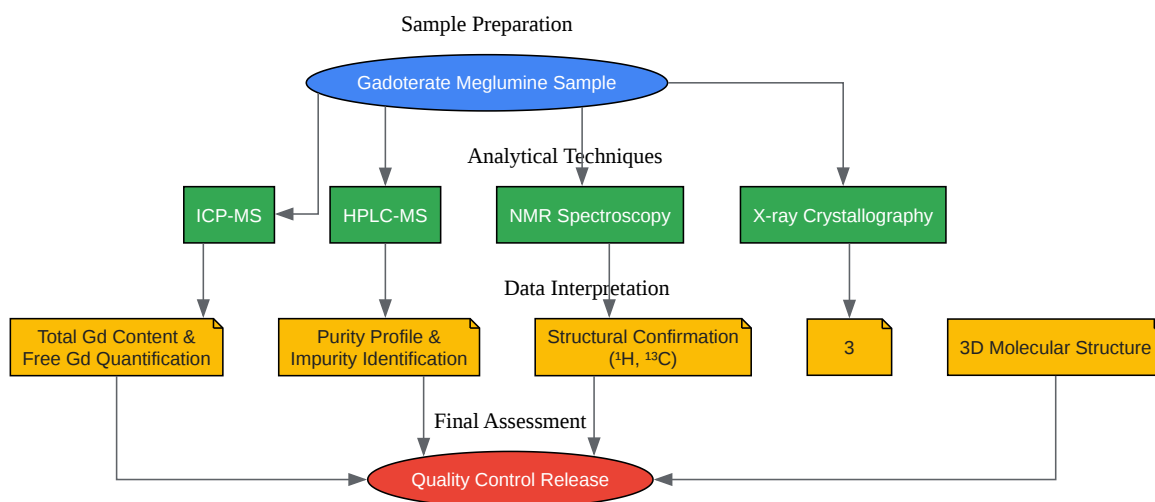 Sample Preparation
Gadoterate Meglumine Sample
Analytical Techniques
ICP-MS
HPLC-MS
NMR Spectroscopy
X-ray Crystallography
Data Interpretation
Total Gd Content &
Free Gd Quantification
Purity Profile &
Impurity Identification
Structural Confirmation
(¹H, ¹³C)
3
3D Molecular Structure
Final Assessment
Quality Control Release